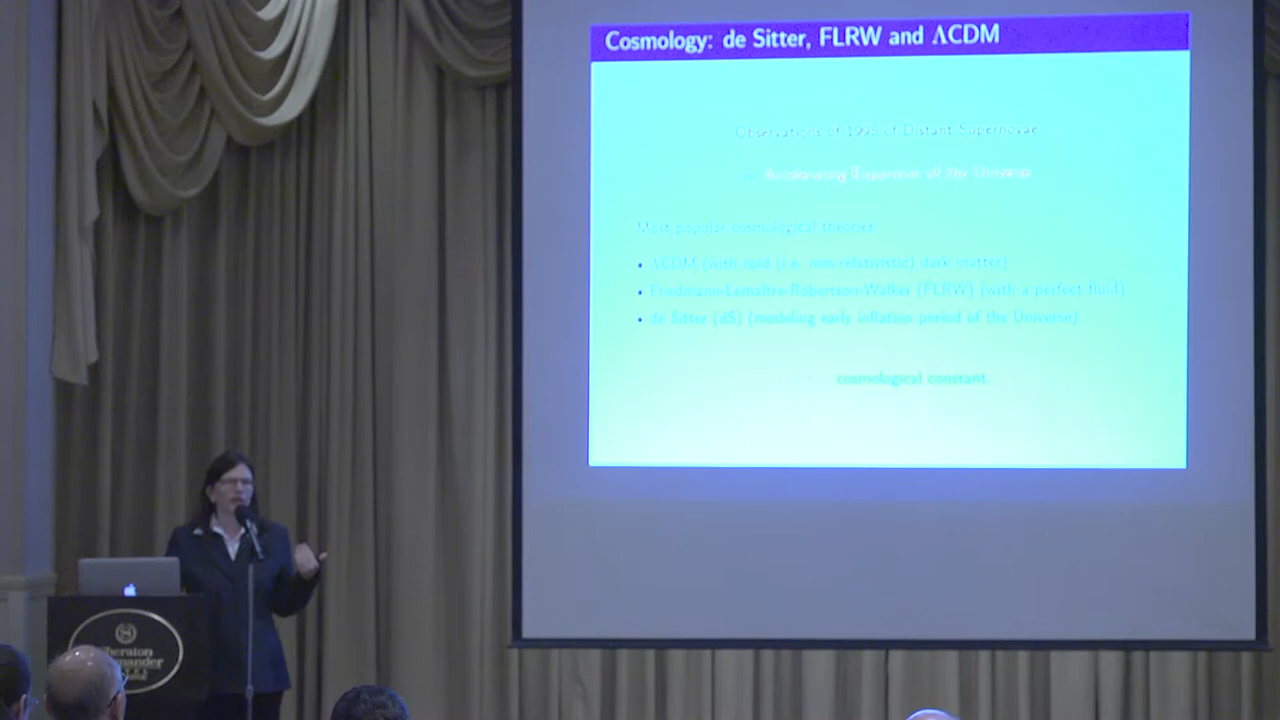 Cosmology: de Sitter, FLRW and ΛCDM
Observations of 1998 of Distant Supernovae
Accelerating Expansion of the Universe
Most popular cosmological theories
• ΛCDM (with cold (i.e. non-relativistic) dark matter)
• Friedmann-Lemaître-Robertson-Walker (FLRW) (with a perfect fluid)
• de Sitter (dS) (modeling early inflation period of the Universe)
cosmological constant.
S
Sheraton